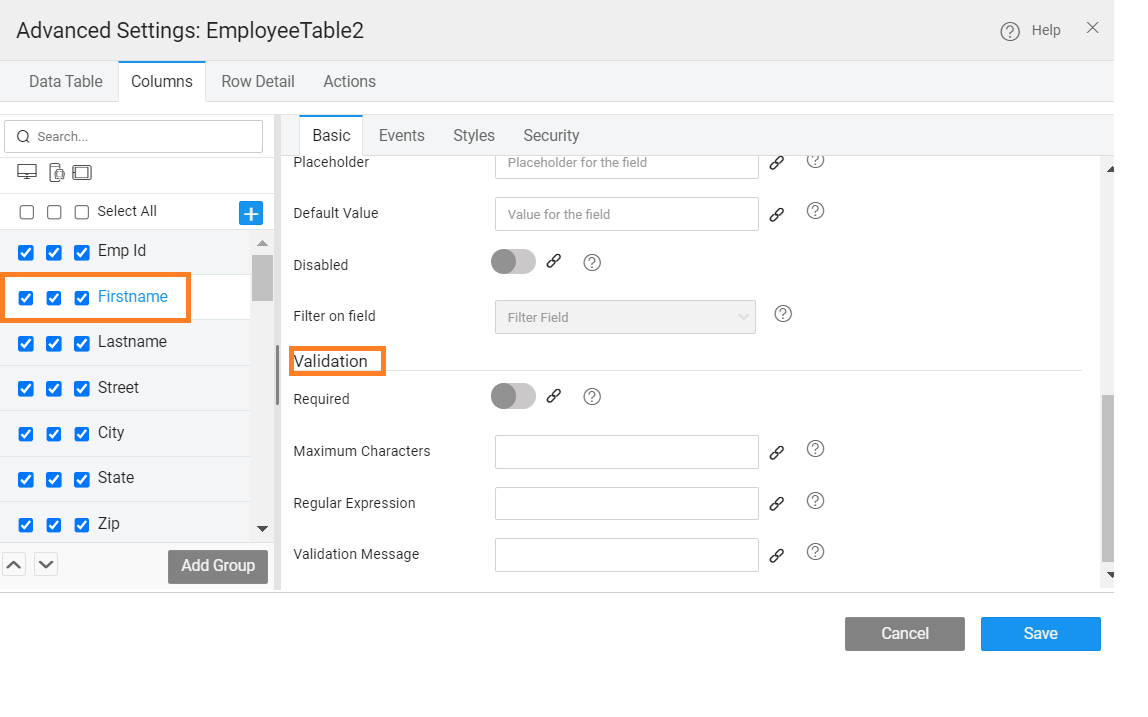 Advanced Settings: EmployeeTable2
Help
Data Table Columns Row Detail Actions
Search...
Select All
Emp Id
Firstname
Lastname
Street
City
State
Zip
Add Group
Basic Events Styles Security
Placeholder Placeholder for the field
Default Value Value for the field
Disabled
Filter on field Filter Field
Validation
Required
Maximum Characters
Regular Expression
Validation Message
Cancel Save